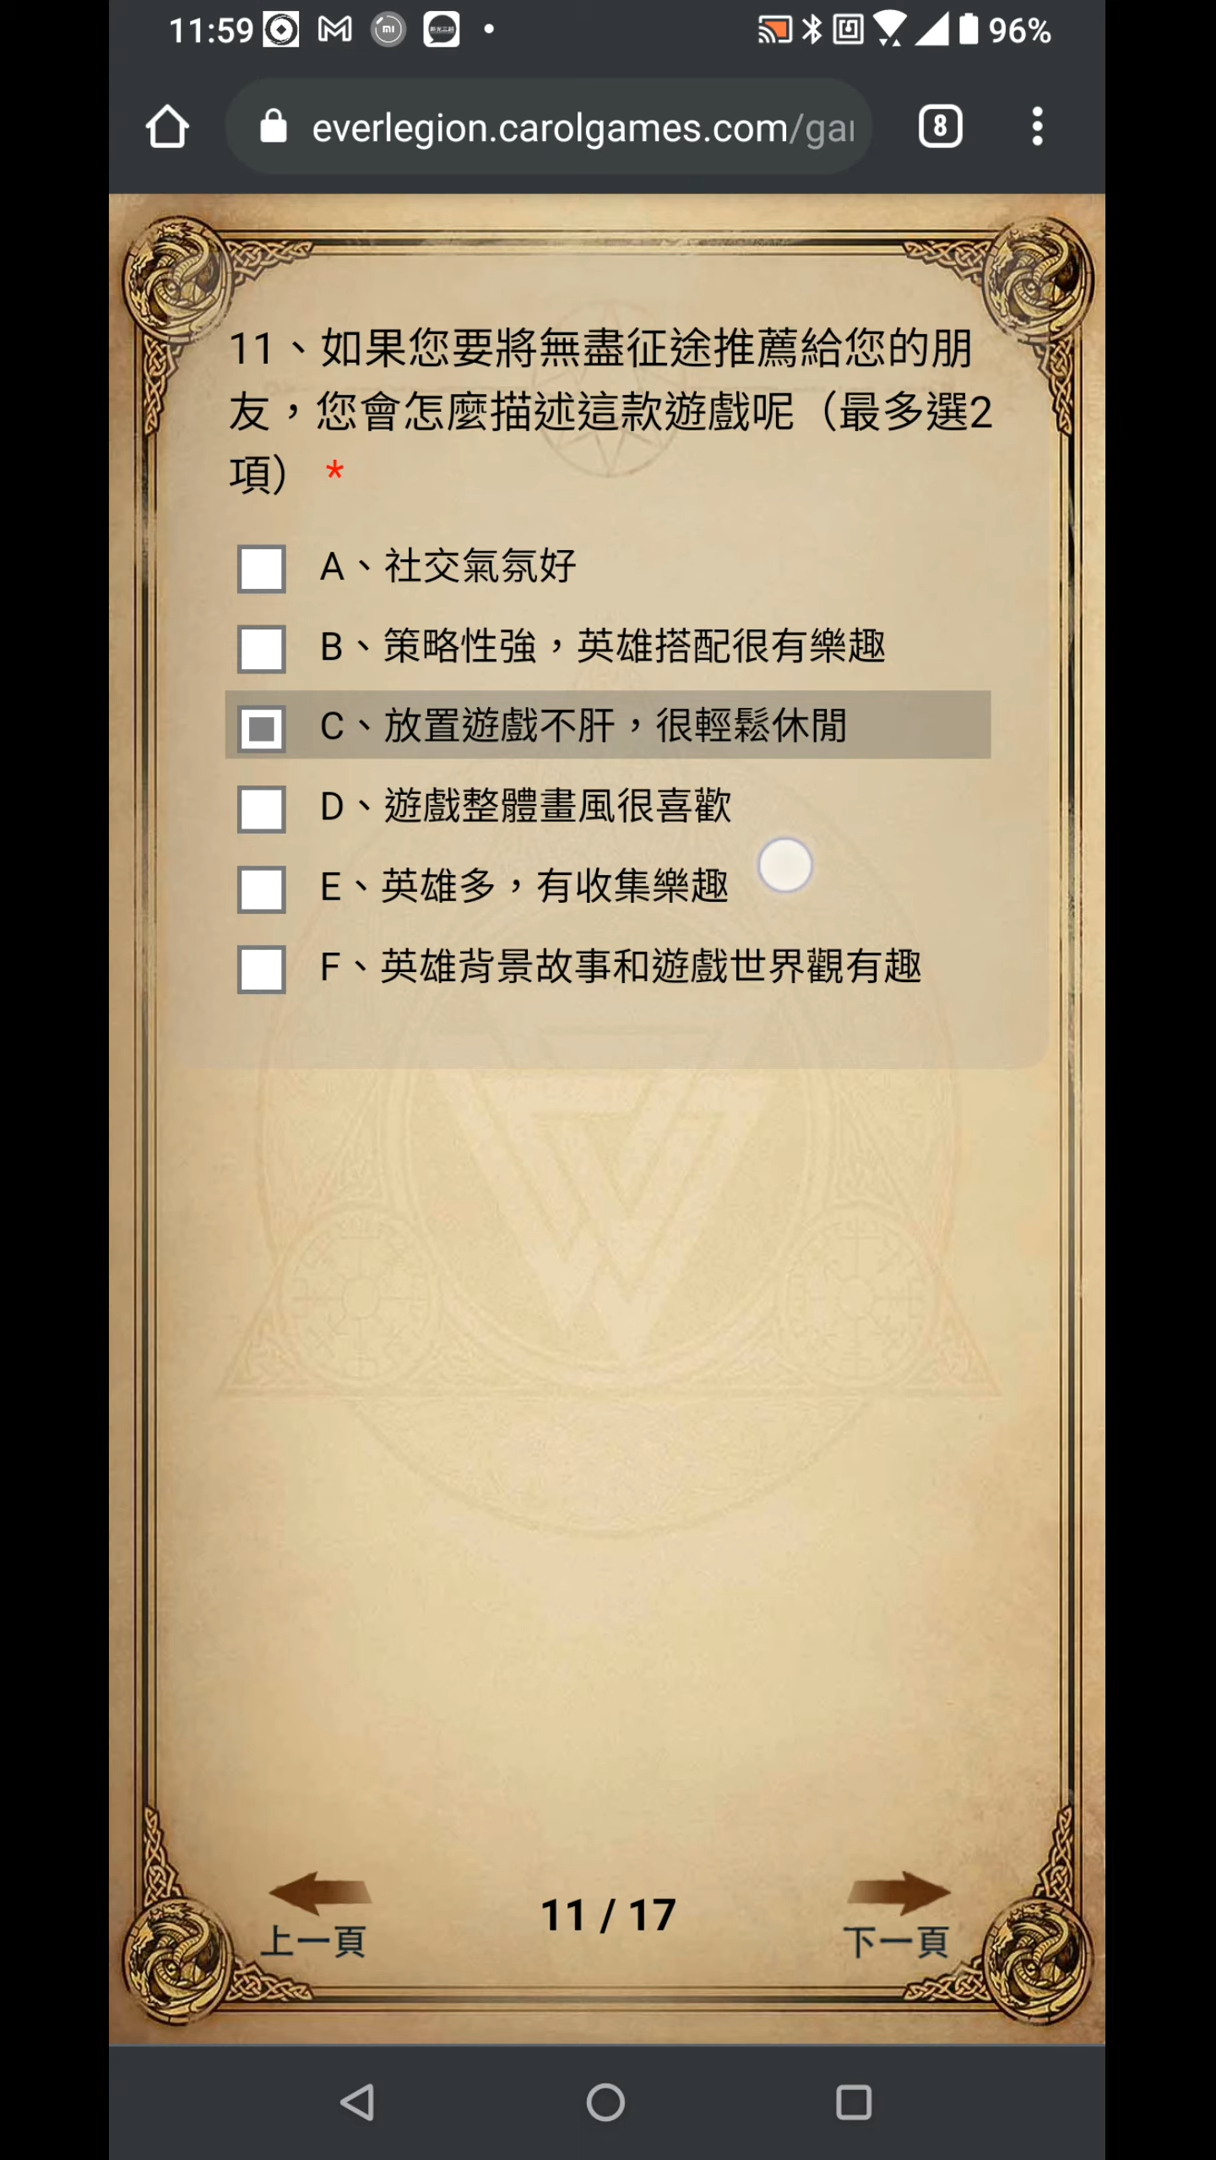 11:59
96%
everlegion.carolgames.com/gai
8
11、如果您要將無盡征途推薦給您的朋
友，您會怎麼描述這款遊戲呢（最多選2
項） *
A、社交氣氛好
B、策略性強，英雄搭配很有樂趣
C、放置遊戲不肝，很輕鬆休閒
D、遊戲整體畫風很喜歡
E、英雄多，有收集樂趣
F、英雄背景故事和遊戲世界觀有趣
上一頁
11 / 17
下一頁